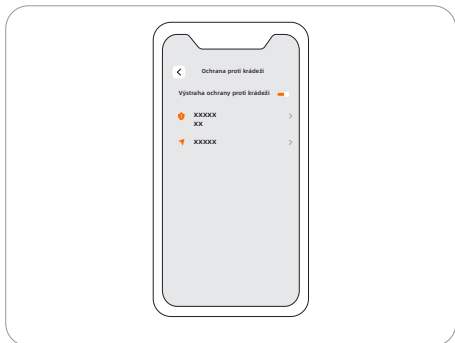 Ochrana proti krádeži
Výstraha ochrany proti krádeži
XXXXX
XX
XXXXX